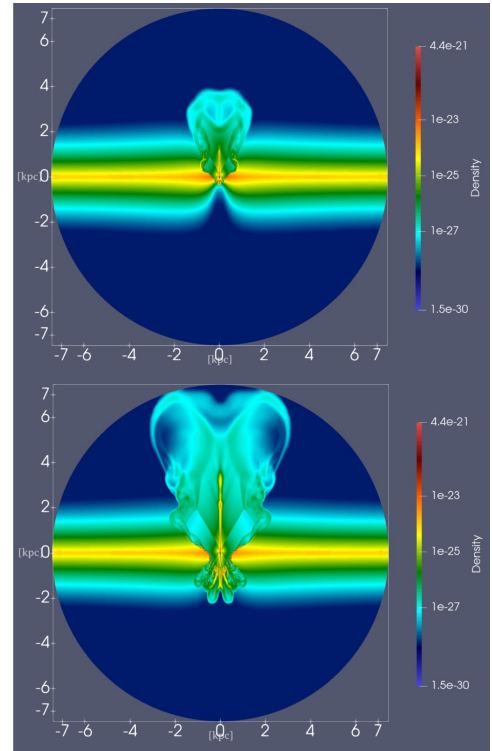 7
6
4
2
[kpc] 0
-2
-4
-6
-7
-7 -6 -4 -2 0 2 4 6 7
[kpc]
4.4e-21
1e-23
1e-25
1e-27
1.5e-30
Density
7
6
4
2
[kpc] 0
-2
-4
-6
-7
-7 -6 -4 -2 0 2 4 6 7
[kpc]
4.4e-21
1e-23
1e-25
1e-27
1.5e-30
Density